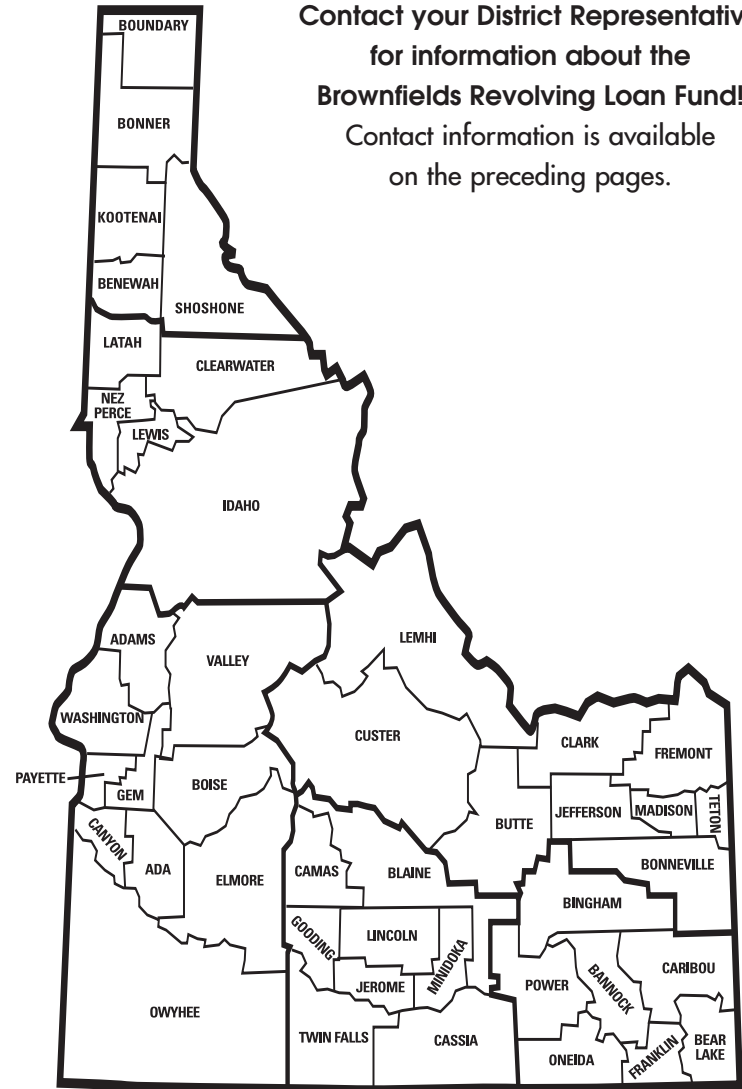 Contact your District Representativ
for information about the
Brownfields Revolving Loan Fund!
Contact information is available
on the preceding pages.
BOUNDARY
BONNER
KOOTENAI
BENEWAH
SHOSHONE
LATAH
CLEARWATER
NEZ
PERCE
LEWIS
IDAHO
ADAMS
VALLEY
LEMHI
WASHINGTON
CUSTER
CLARK
FREMONT
PAYETTE
GEM
BOISE
BUTTE
JEFFERSON
MADISON
TETON
CANYON
ADA
ELMORE
CAMAS
BLAINE
BONNEVILLE
BINGHAM
GOODING
LINCOLN
MINIDOKA
JEROME
POWER
BANNOCK
CARIBOU
OWYHEE
TWIN FALLS
CASSIA
ONEIDA
FRANKLIN
BEAR
LAKE